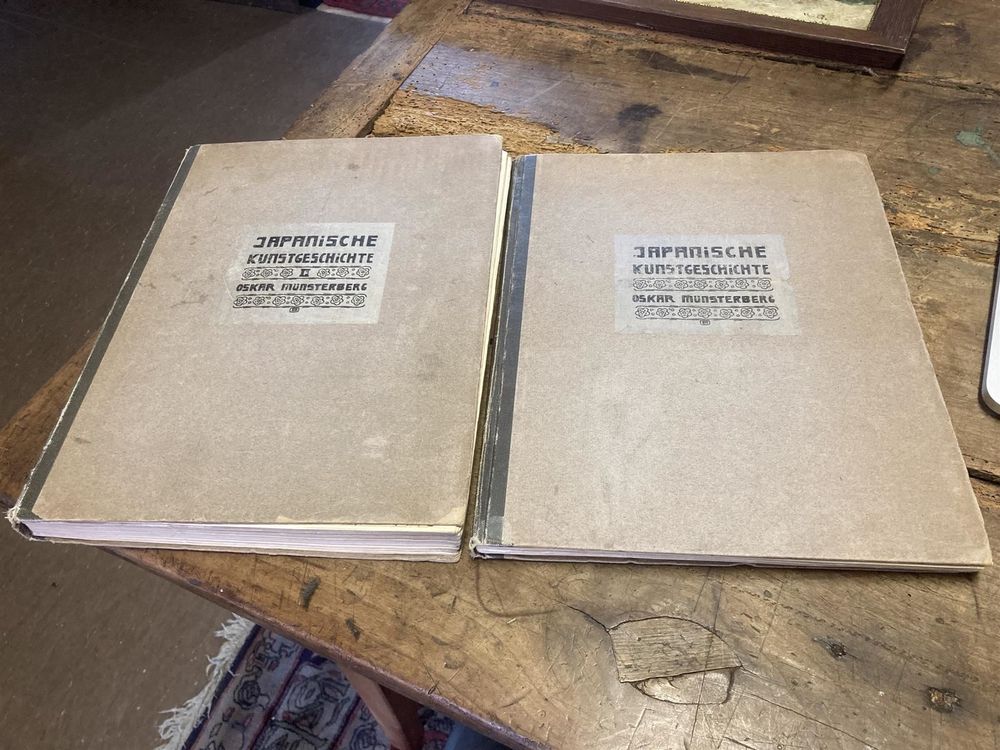 JAPANISCHE
KUNSTGESCHICHTE
II
OSKAR MÜNSTERBERG
JAPANISCHE
KUNSTGESCHICHTE
OSKAR MÜNSTERBERG